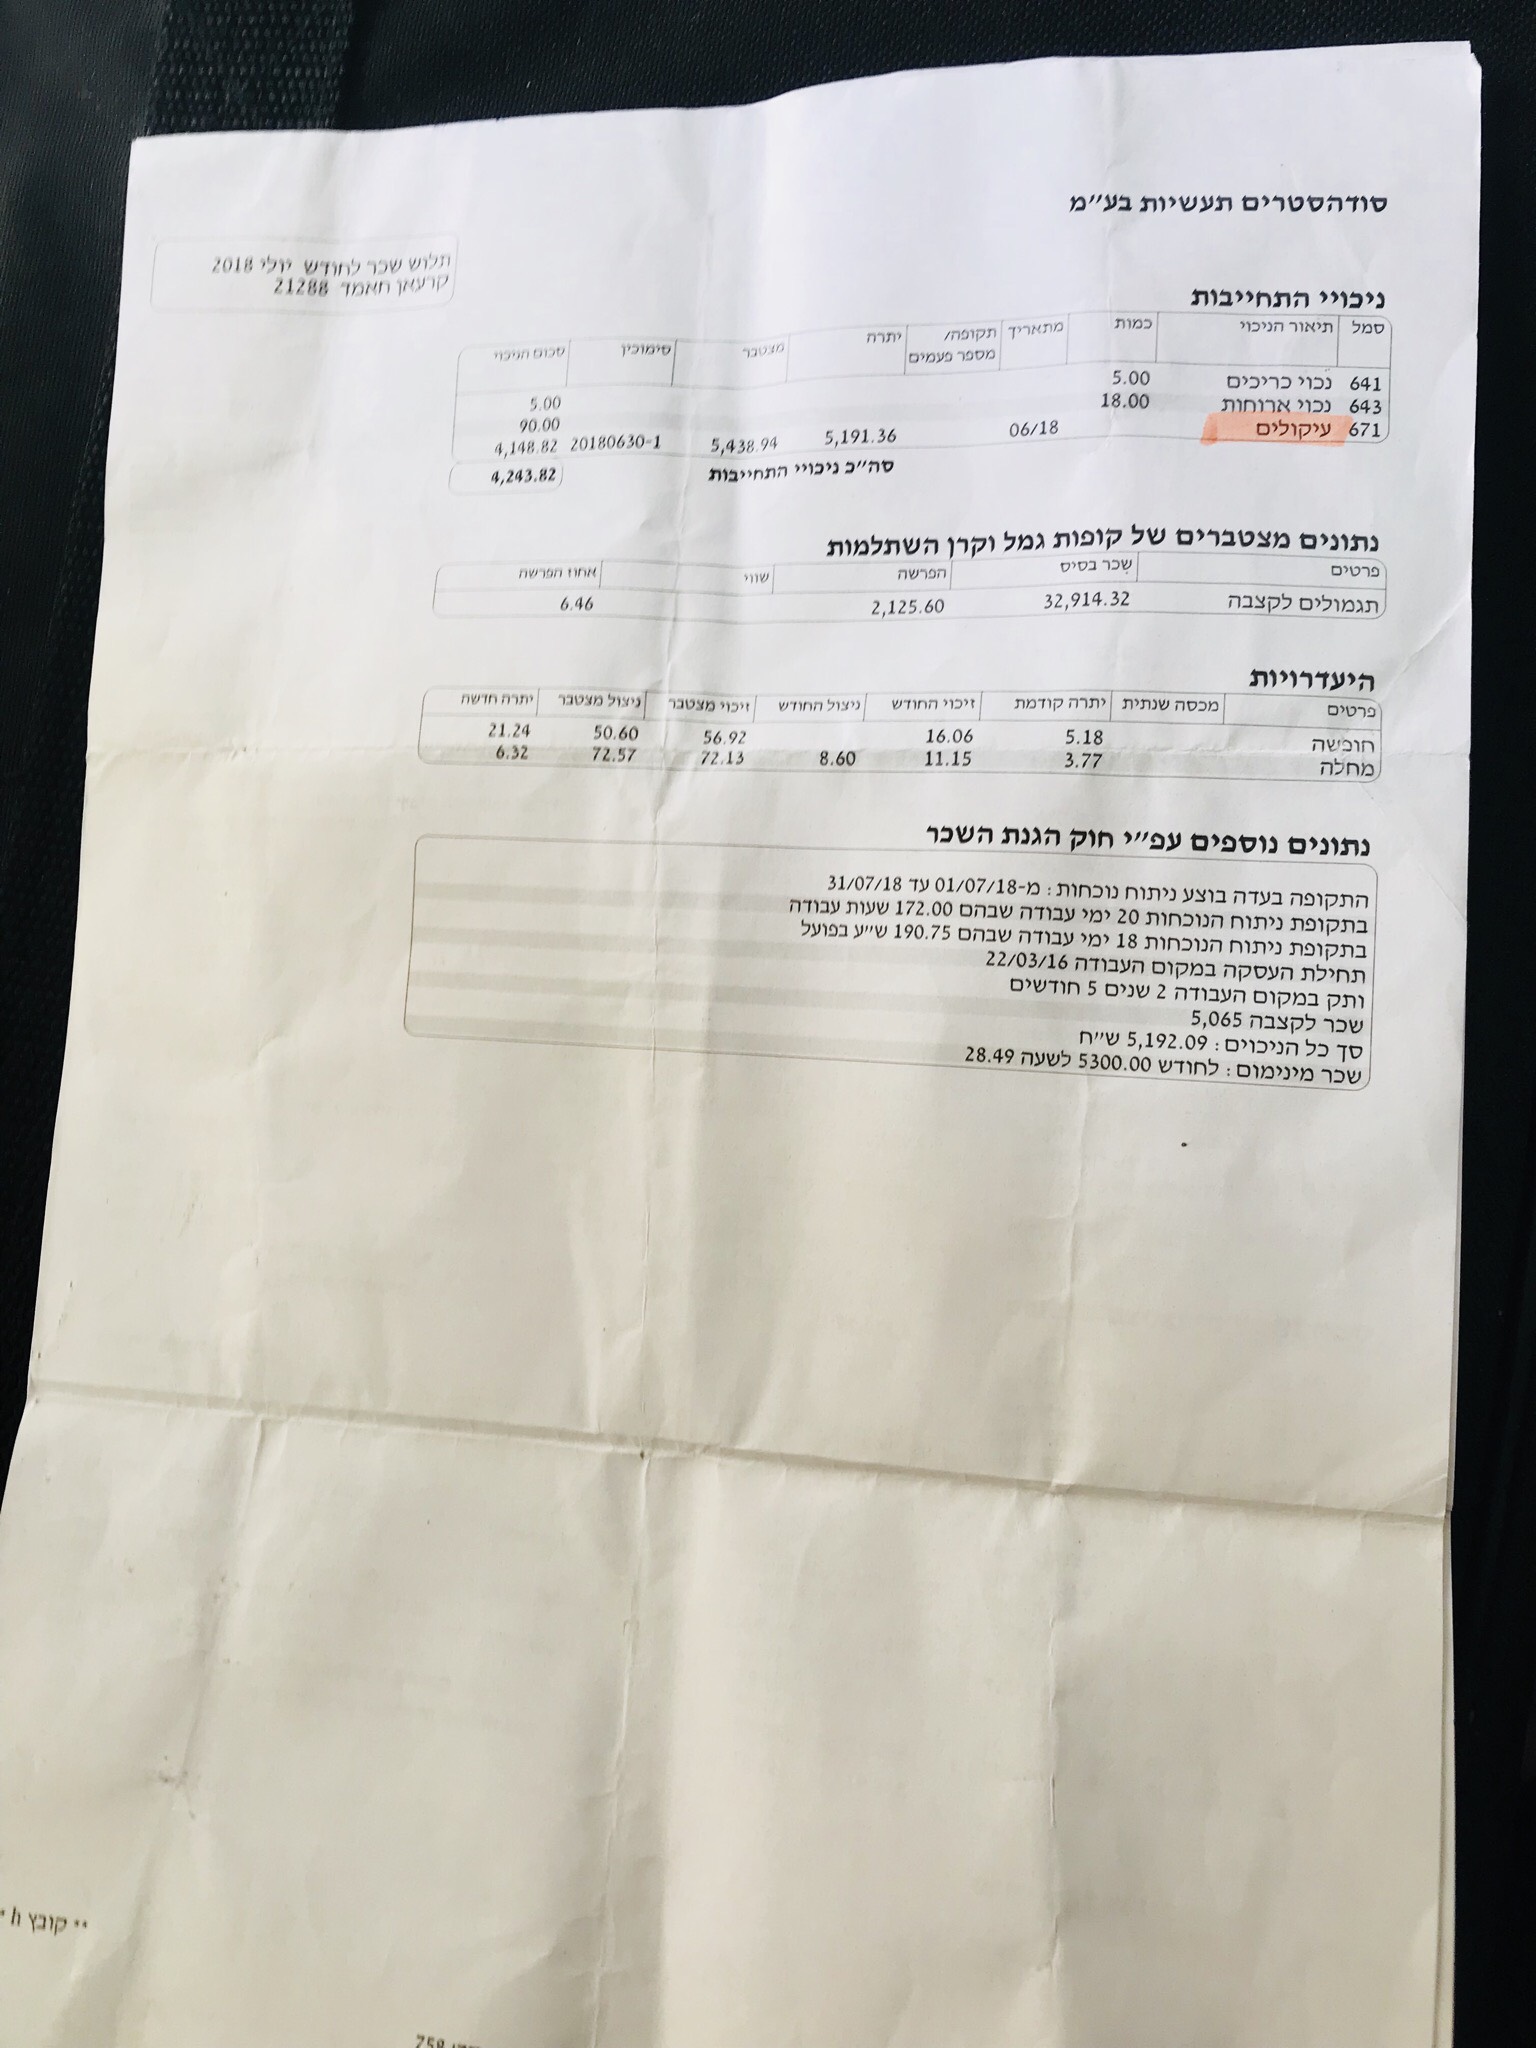 סודהסטרים תעשיות בע"מ
תלוש שכר לחודש יולי 2018
קרעאן חאמד 21288
ניכויי התחייבות
סמל תיאור הניכוי כמות מתאריך תקופה/ מספר פעמים יתרה מצטבר סימוכין סכום הניכוי
641 נכוי כריכים 5.00 5.00
643 נכוי ארוחות 18.00 90.00
671 עיקולים 06/18 5,191.36 5,438.94 20180630-1 4,148.82
סה"כ ניכויי התחייבות 4,243.82
נתונים מצטברים של קופות גמל וקרן השתלמות
פרטים שכר בסיס הפרשה שווי אחוז הפרשה
תגמולים לקצבה 32,914.32 2,125.60 6.46
היעדרויות
פרטים מכסה שנתית יתרה קודמת זיכוי החודש ניצול החודש זיכוי מצטבר ניצול מצטבר יתרה חדשה
חופשה 5.18 16.06 56.92 50.60 21.24
מחלה 3.77 11.15 8.60 72.13 72.57 6.32
נתונים נוספים עפ"י חוק הגנת השכר
התקופה בעדה בוצע ניתוח נוכחות: מ-01/07/18 עד 31/07/18
בתקופת ניתוח הנוכחות 20 ימי עבודה שבהם 172.00 שעות עבודה
בתקופת ניתוח הנוכחות 18 ימי עבודה שבהם 190.75 ש"ע בפועל
תחילת העסקה במקום העבודה 22/03/16
ותק במקום העבודה 2 שנים 5 חודשים
שכר לקצבה 5,065
סך כל הניכויים: 5,192.09 ש"ח
שכר מינימום: לחודש 5300.00 לשעה 28.49
** קובץ h *